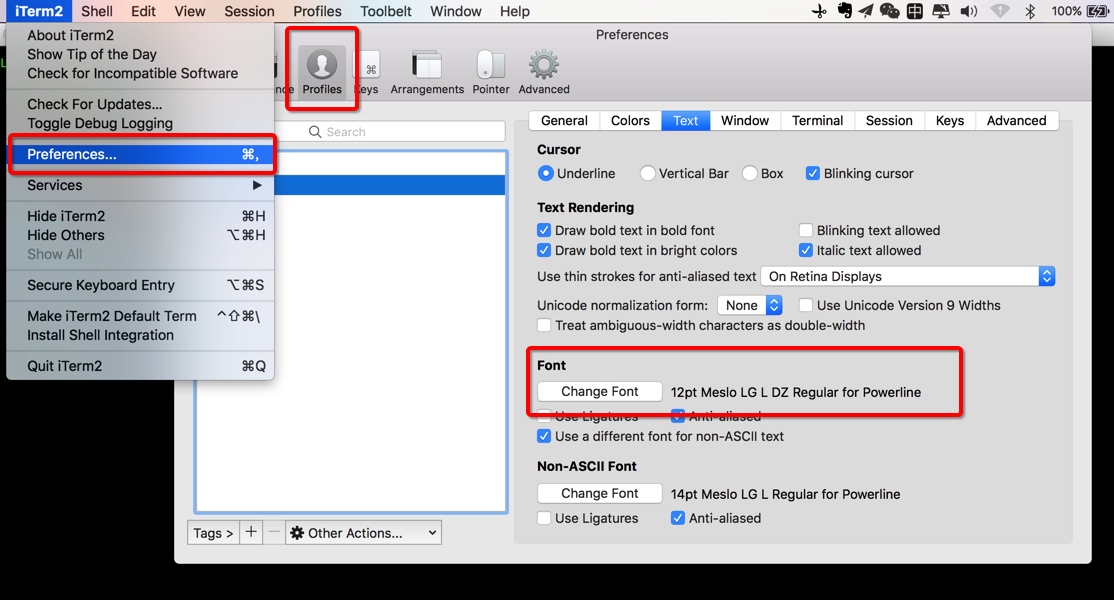 iTerm2 Shell Edit View Session Profiles Toolbelt Window Help 100%
About iTerm2
Show Tip of the Day
Check for Incompatible Software
Check For Updates...
Toggle Debug Logging
Preferences... ⌘,
Services ▶
Hide iTerm2 ⌘H
Hide Others ⌥⌘H
Show All
Secure Keyboard Entry ⌥⌘S
Make iTerm2 Default Term ^⇧⌘\
Install Shell Integration
Quit iTerm2 ⌘Q
Preferences
Profiles Keys Arrangements Pointer Advanced
Search
General Colors Text Window Terminal Session Keys Advanced
Cursor
Underline Vertical Bar Box Blinking cursor
Text Rendering
Draw bold text in bold font Blinking text allowed
Draw bold text in bright colors Italic text allowed
Use thin strokes for anti-aliased text On Retina Displays
Unicode normalization form: None Use Unicode Version 9 Widths
Treat ambiguous-width characters as double-width
Font
Change Font 12pt Meslo LG L DZ Regular for Powerline
Use Ligatures Anti-aliased
Use a different font for non-ASCII text
Non-ASCII Font
Change Font 14pt Meslo LG L Regular for Powerline
Use Ligatures Anti-aliased
Tags > + − Other Actions...